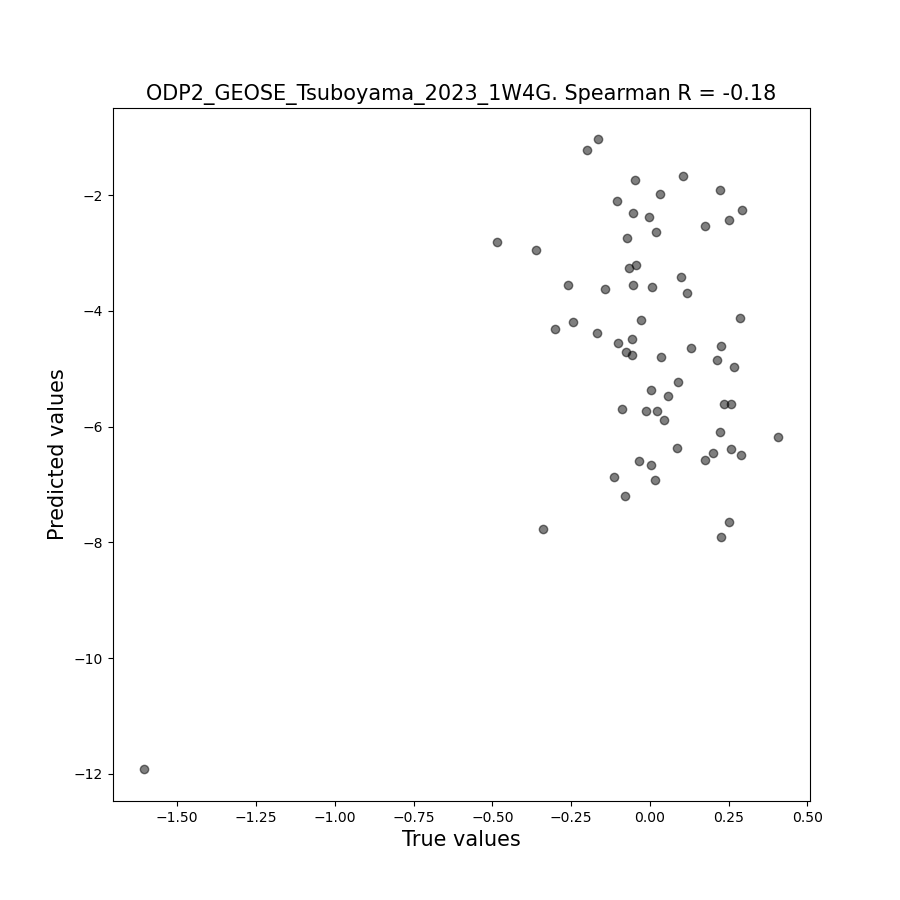 ODP2_GEOSE_Tsuboyama_2023_1W4G. Spearman R = -0.18
Predicted values
−2
−4
−6
−8
−10
−12
−1.50 −1.25 −1.00 −0.75 −0.50 −0.25 0.00 0.25 0.50
True values